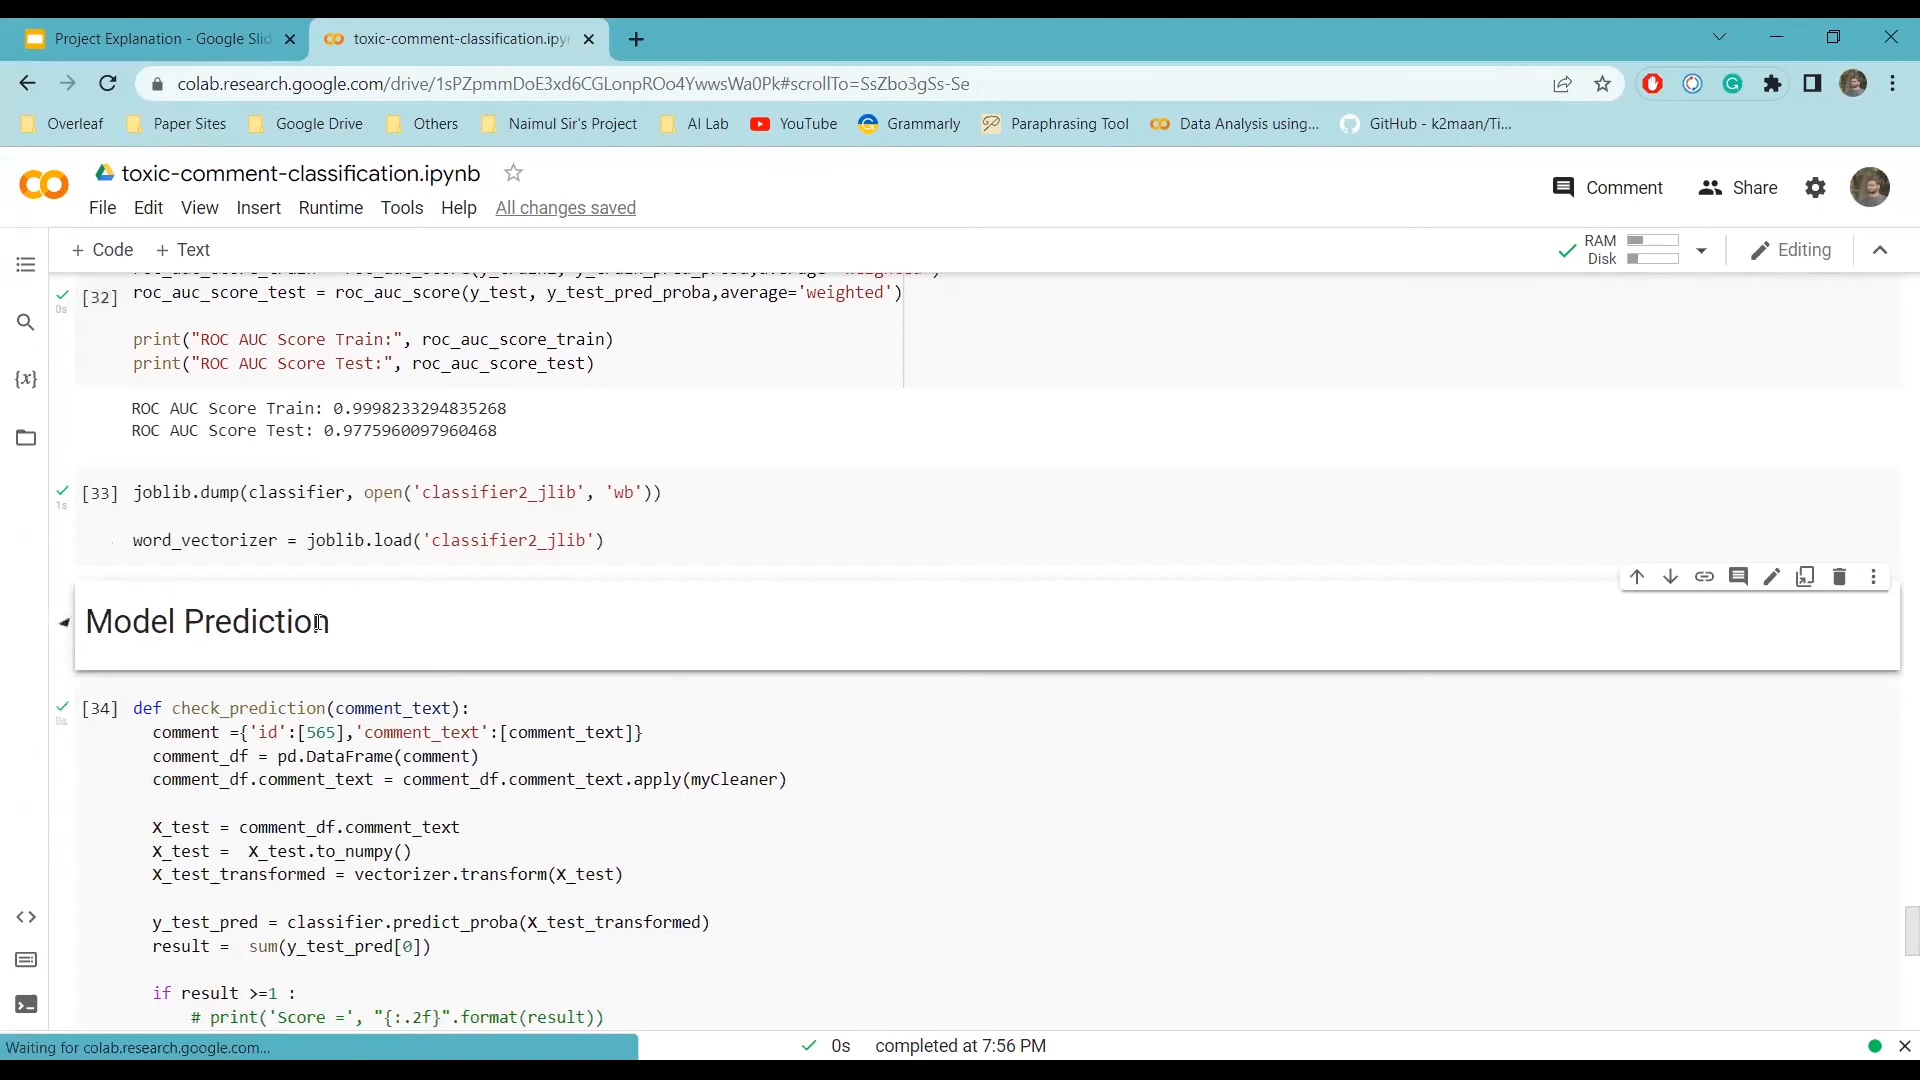 Project Explanation - Google Slid
toxic-comment-classification.ipy
colab.research.google.com/drive/1sPZpmmDoE3xd6CGLonpROo4YwwsWa0Pk#scrollTo=SsZbo3gSs-Se
Overleaf Paper Sites Google Drive Others Naimul Sir's Project AI Lab YouTube Grammarly Paraphrasing Tool Data Analysis using... GitHub - k2maan/Ti...
toxic-comment-classification.ipynb
Comment Share
File Edit View Insert Runtime Tools Help All changes saved
+ Code + Text
RAM
Disk
Editing
[32] roc_auc_score_test = roc_auc_score(y_test, y_test_pred_proba,average='weighted')
0s
print("ROC AUC Score Train:", roc_auc_score_train)
print("ROC AUC Score Test:", roc_auc_score_test)
ROC AUC Score Train: 0.9998233294835268
ROC AUC Score Test: 0.9775960097960468
[33] joblib.dump(classifier, open('classifier2_jlib', 'wb'))
1s
word_vectorizer = joblib.load('classifier2_jlib')
Model Prediction
[34] def check_prediction(comment_text):
0s
comment ={'id':[565],'comment_text':[comment_text]}
comment_df = pd.DataFrame(comment)
comment_df.comment_text = comment_df.comment_text.apply(myCleaner)
X_test = comment_df.comment_text
X_test =  X_test.to_numpy()
X_test_transformed = vectorizer.transform(X_test)
y_test_pred = classifier.predict_proba(X_test_transformed)
result =  sum(y_test_pred[0])
if result >=1 :
# print('Score =', "{:.2f}".format(result))
Waiting for colab.research.google.com...
0s completed at 7:56 PM